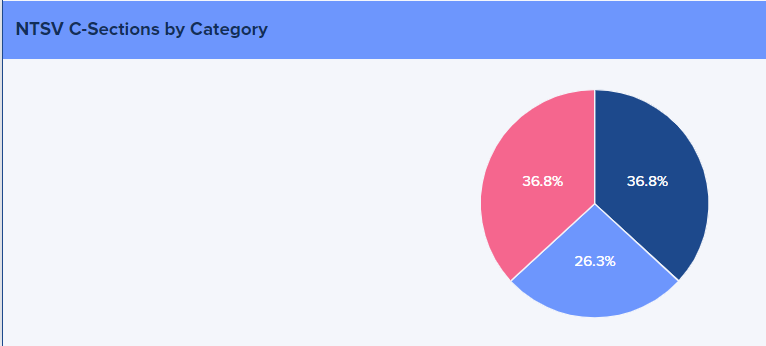 NTSV C-Sections by Category
36.8% 36.8%
26.3%